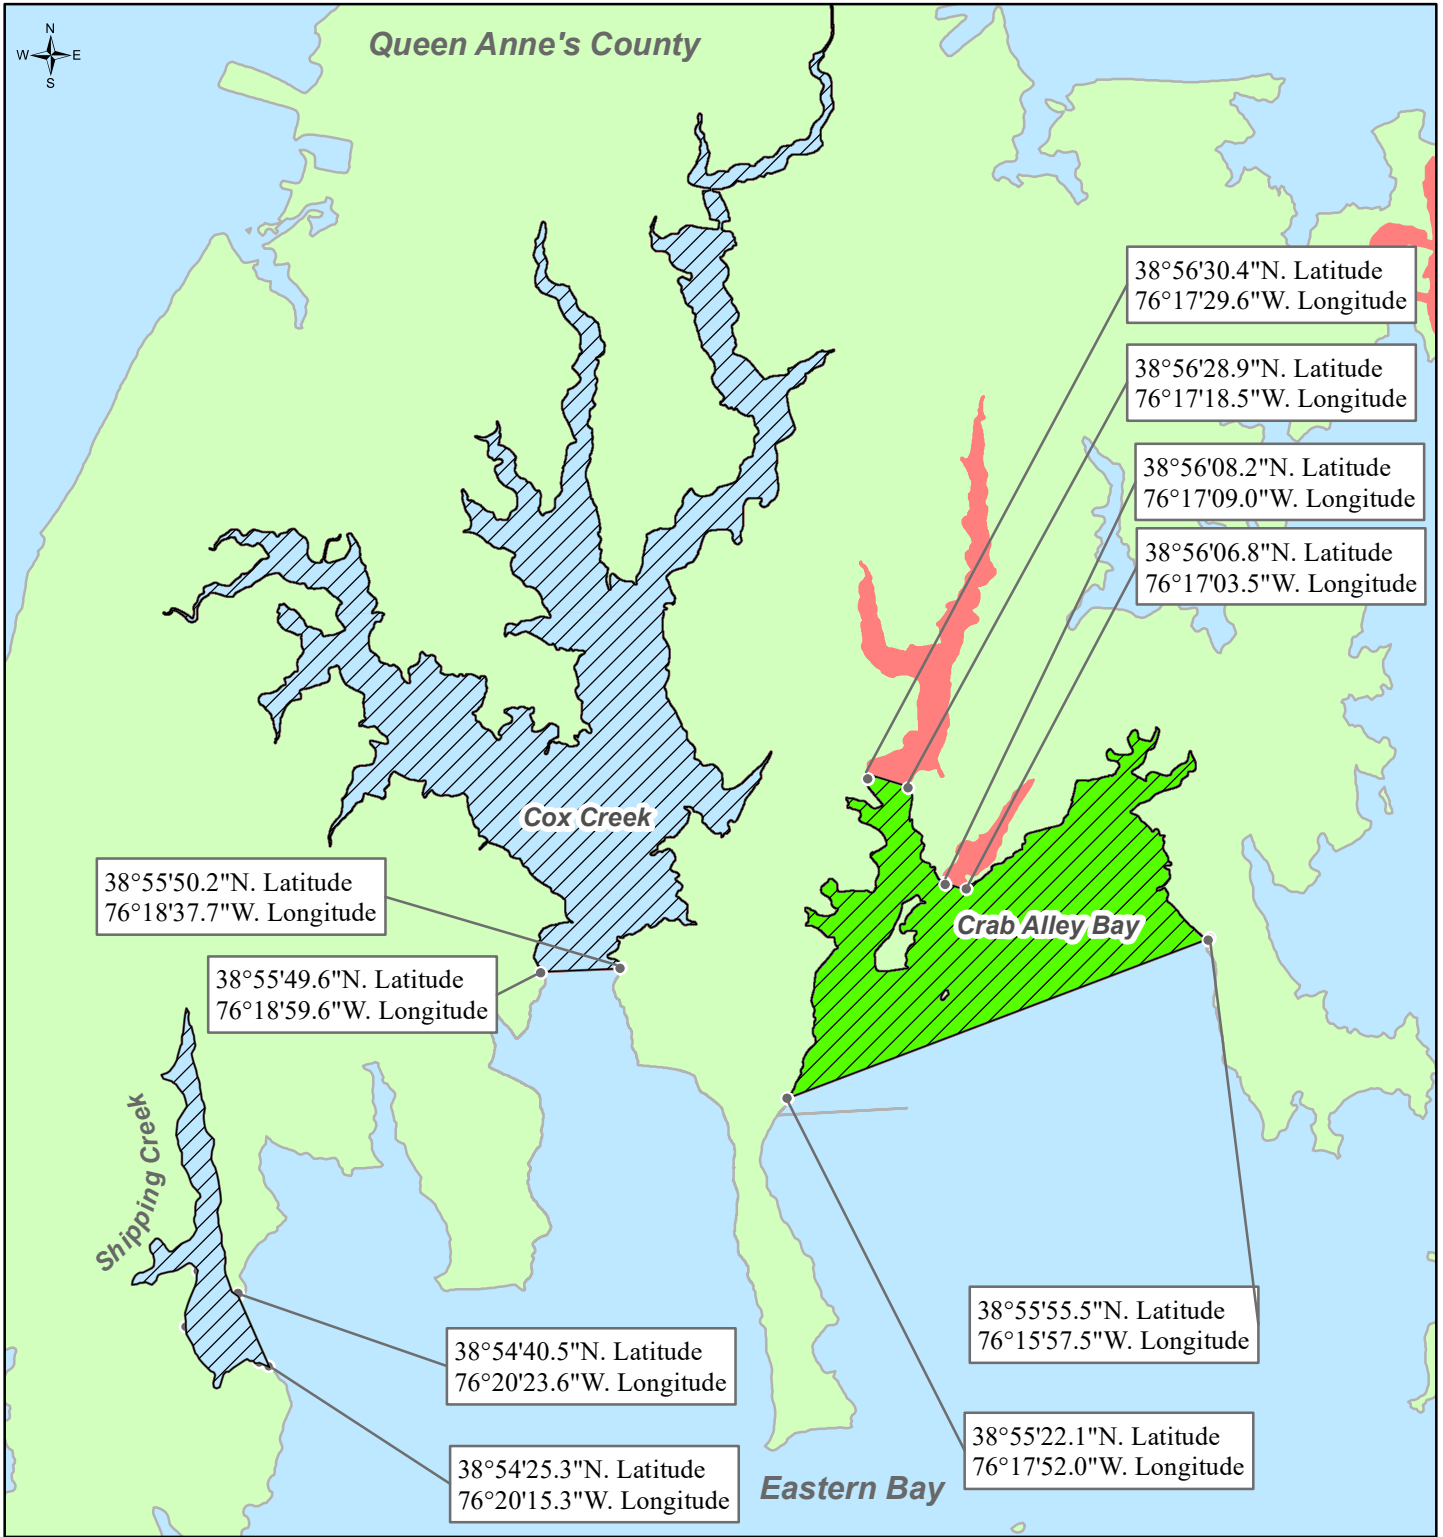 Queen Anne's County
N
W E
S
38°56'30.4"N. Latitude
76°17'29.6"W. Longitude
38°56'28.9"N. Latitude
76°17'18.5"W. Longitude
38°56'08.2"N. Latitude
76°17'09.0"W. Longitude
38°56'06.8"N. Latitude
76°17'03.5"W. Longitude
Cox Creek
38°55'50.2"N. Latitude
76°18'37.7"W. Longitude
Crab Alley Bay
38°55'49.6"N. Latitude
76°18'59.6"W. Longitude
Shipping Creek
38°55'55.5"N. Latitude
76°15'57.5"W. Longitude
38°54'40.5"N. Latitude
76°20'23.6"W. Longitude
38°55'22.1"N. Latitude
76°17'52.0"W. Longitude
38°54'25.3"N. Latitude
76°20'15.3"W. Longitude
Eastern Bay